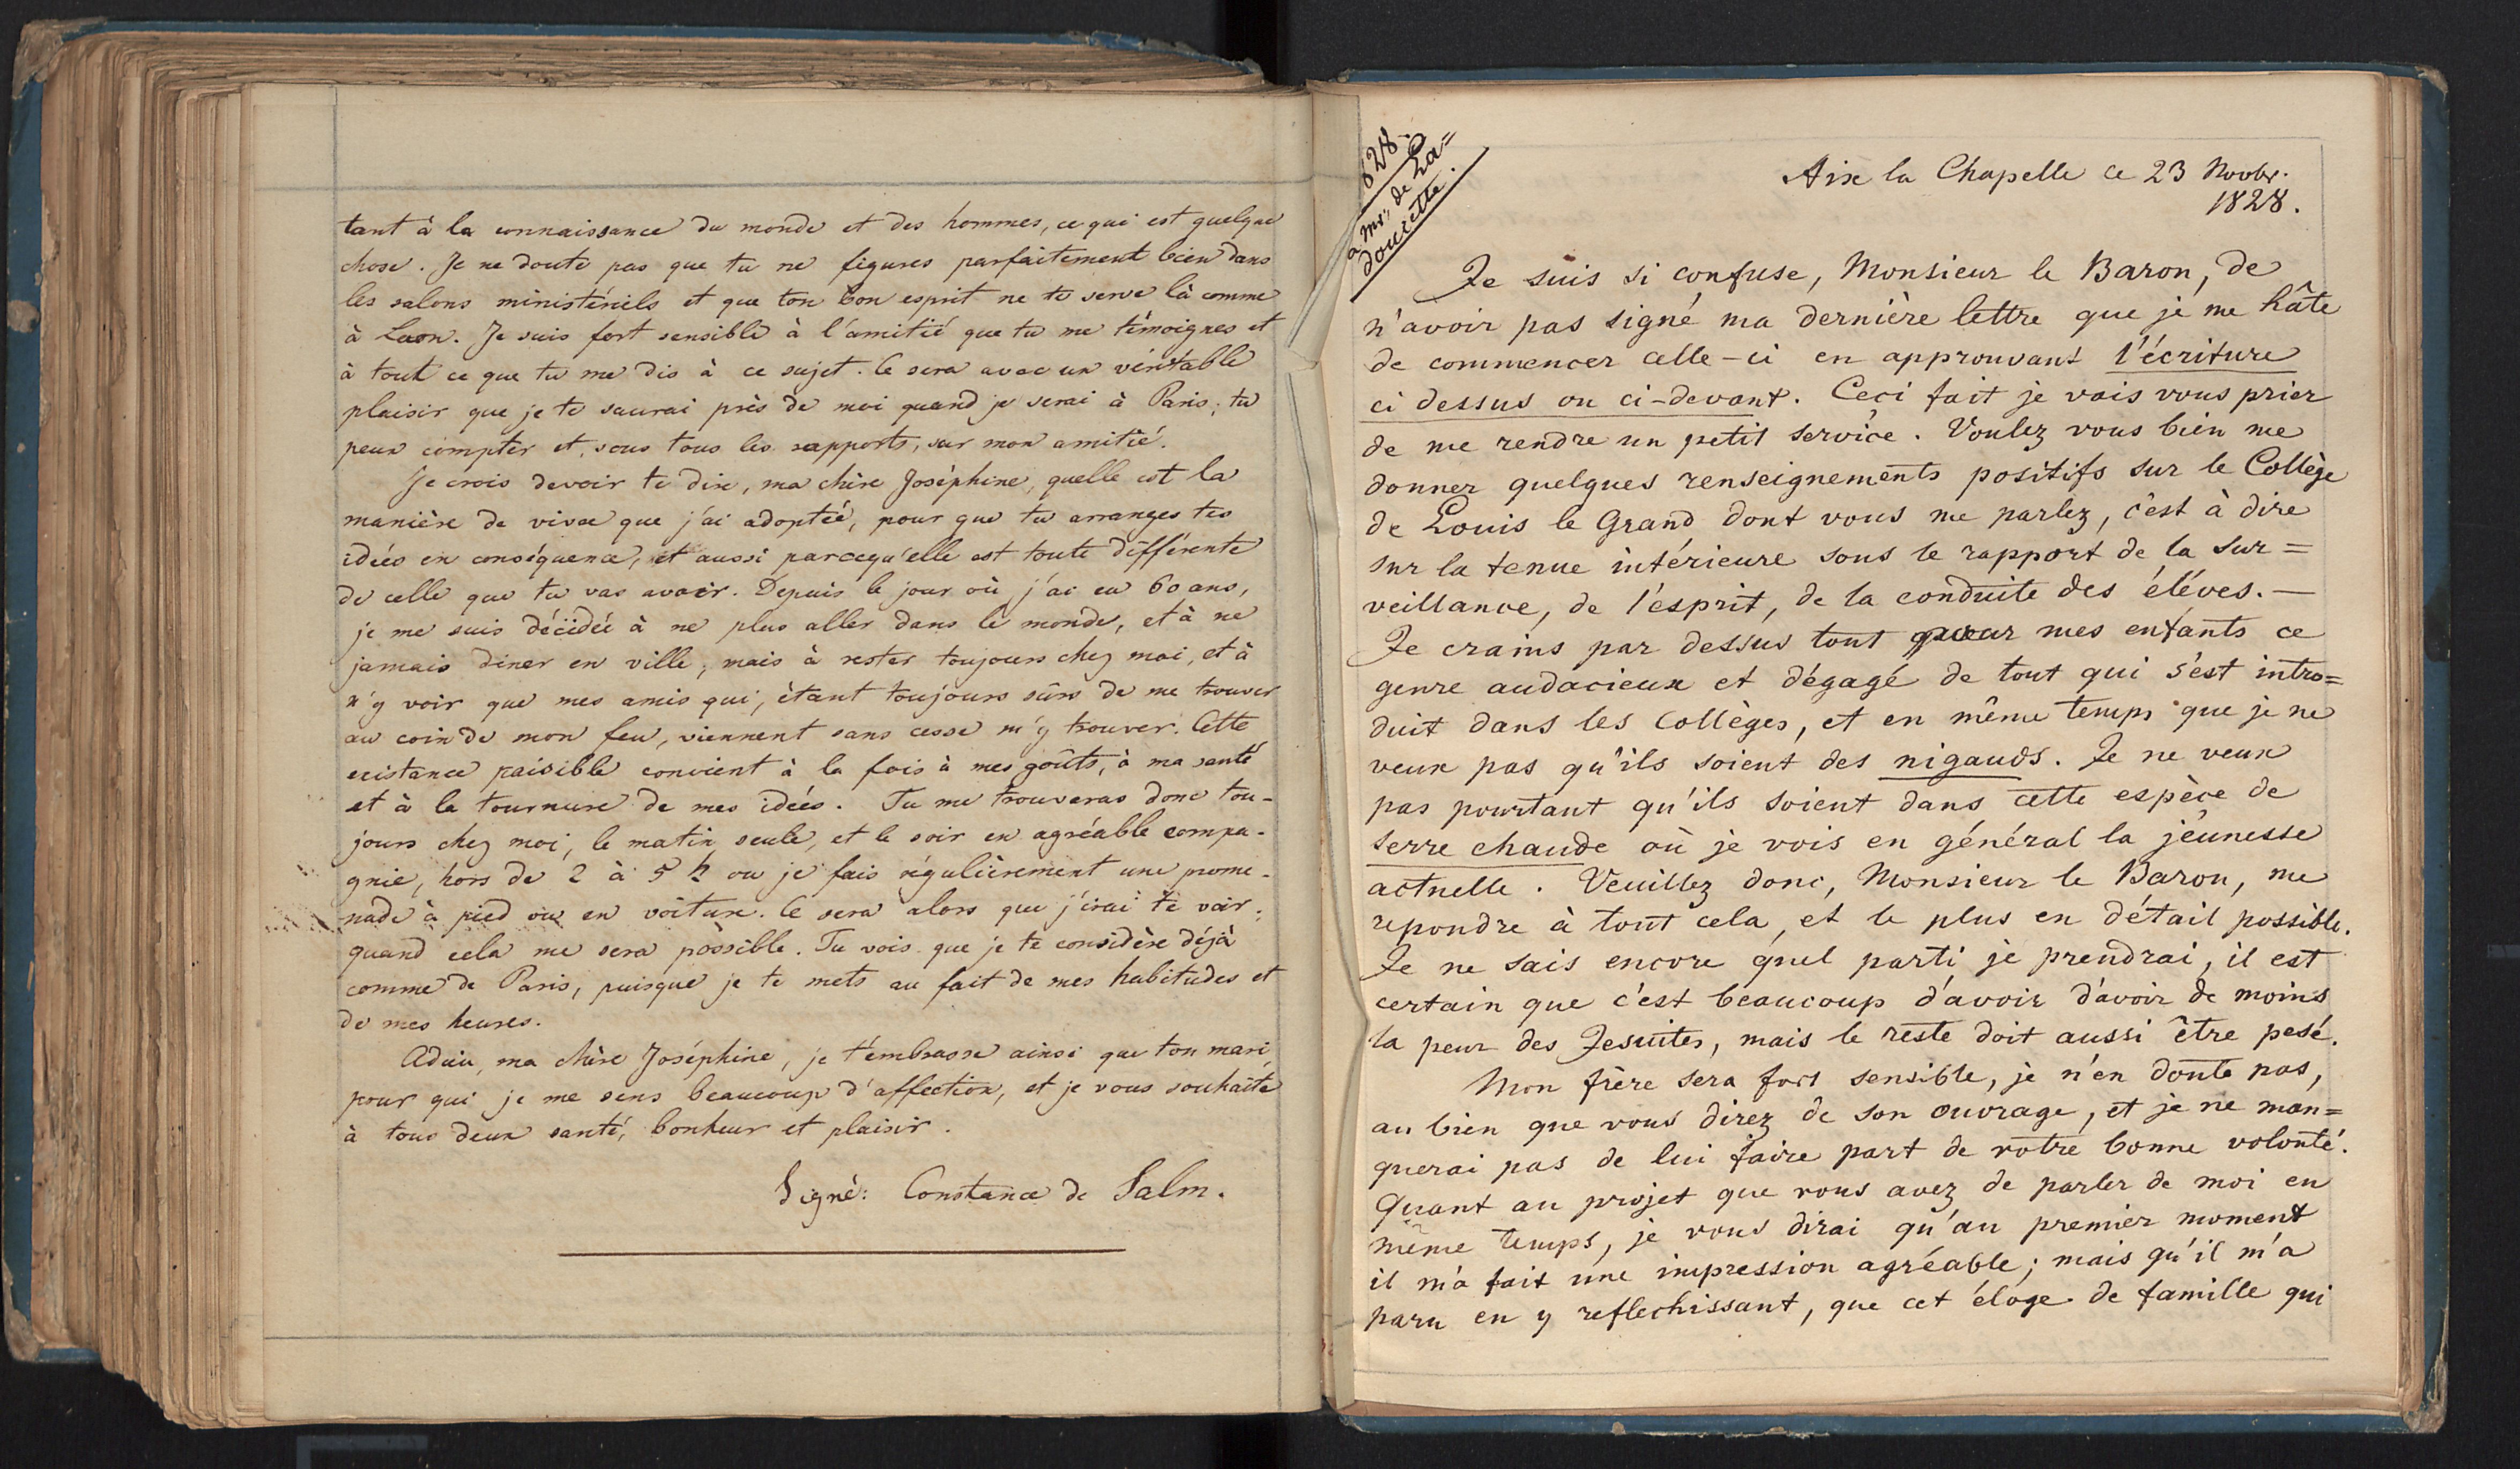 tant à la connaissance du monde et des hommes, ce qui est quelque
chose. Je ne doute pas que tu ne figures parfaitement bien dans
les salons ministériels et que ton bon esprit ne te serve là comme
à Laon. Je suis fort sensible à l'amitié que tu me témoignes et
à tout ce que tu me dis à ce sujet. Ce sera avec un véritable
plaisir que je te saurai près de moi quand je serai à Paris; tu
peux compter et, sous tous les rapports, sur mon amitié.
Je crois devoir te dire, ma chère Joséphine, quelle est la
manière de vivre que j'ai adoptée, pour que tu arranges tes
idées en conséquence, et aussi parcequ'elle est toute différente
de celle que tu vas avoir. Depuis le jour où j'ai eu 60 ans,
je me suis décidée à ne plus aller dans le monde, et à ne
jamais diner en ville, mais à rester toujours chez moi, et à
n'y voir que mes amis qui, étant toujours sûrs de me trouver
au coin de mon feu, viennent sans cesse m'y trouver. Cette
existance paisible convient à la fois à mes goûts, à ma santé
et à la tournure de mes idées. Tu me trouveras donc tou-
jours chez moi, le matin seule, et le soir en agréable compa-
gnie, hors de 2 à 5 h ou je fais régulièrement une prome-
nade à pied ou en voiture. Ce sera alors que j'irai te voir,
quand cela me sera possible. Tu vois que je te considère déjà
comme de Paris, puisque je te mets au fait de mes habitudes et
de mes heures.
Adieu, ma chère Joséphine, je t'embrasse ainsi que ton mari
pour qui je me sens beaucoup d'affection, et je vous souhaite
à tous deux santé, bonheur et plaisir.
Signé: Constance de Salm.
1828.
a Mr. de La=
doucette.
Aix la Chapelle ce 23 Novbr.
1828.
Je suis si confuse, Monsieur le Baron, de
n'avoir pas signé ma dernière lettre que je me hâte
de commencer celle-ci en approuvant l'écriture
ci dessus ou ci-devant. Ceci fait je vais vous prier
de me rendre un petit service. Voulez vous bien me
donner quelques renseignements positifs sur le Collège
de Louis le Grand dont vous me parlez, c'est à dire
sur la tenue intérieure sous le rapport de la sur=
veillance, de l'esprit, de la conduite des éléves. —
Je crains par dessus tout pour mes enfants ce
genre audacieux et dégagé de tout qui s'est intro=
duit dans les Collèges, et en même temps que je ne
veux pas qu'ils soient des nigauds. Je ne veux
pas pourtant qu'ils soient dans cette espèce de
serre chaude où je vois en général la jeunesse
actuelle. Veuillez donc, Monsieur le Baron, me
repondre à tout cela, et le plus en détail possible.
Je ne sais encore quel parti je prendrai, il est
certain que c'est beaucoup d'avoir d'avoir de moins
la peur des Jesuites, mais le reste doit aussi être pesé.
Mon frère sera fort sensible, je n'en doute pas,
au bien que vous direz de son ouvrage, et je ne man=
querai pas de lui faire part de votre bonne volonté.
Quant au projet que vous avez de parler de moi en
même temps, je vous dirai qu'au premier moment
il m'a fait une impression agréable; mais qu'il m'a
paru en y reflechissant, que cet éloge de famille qui